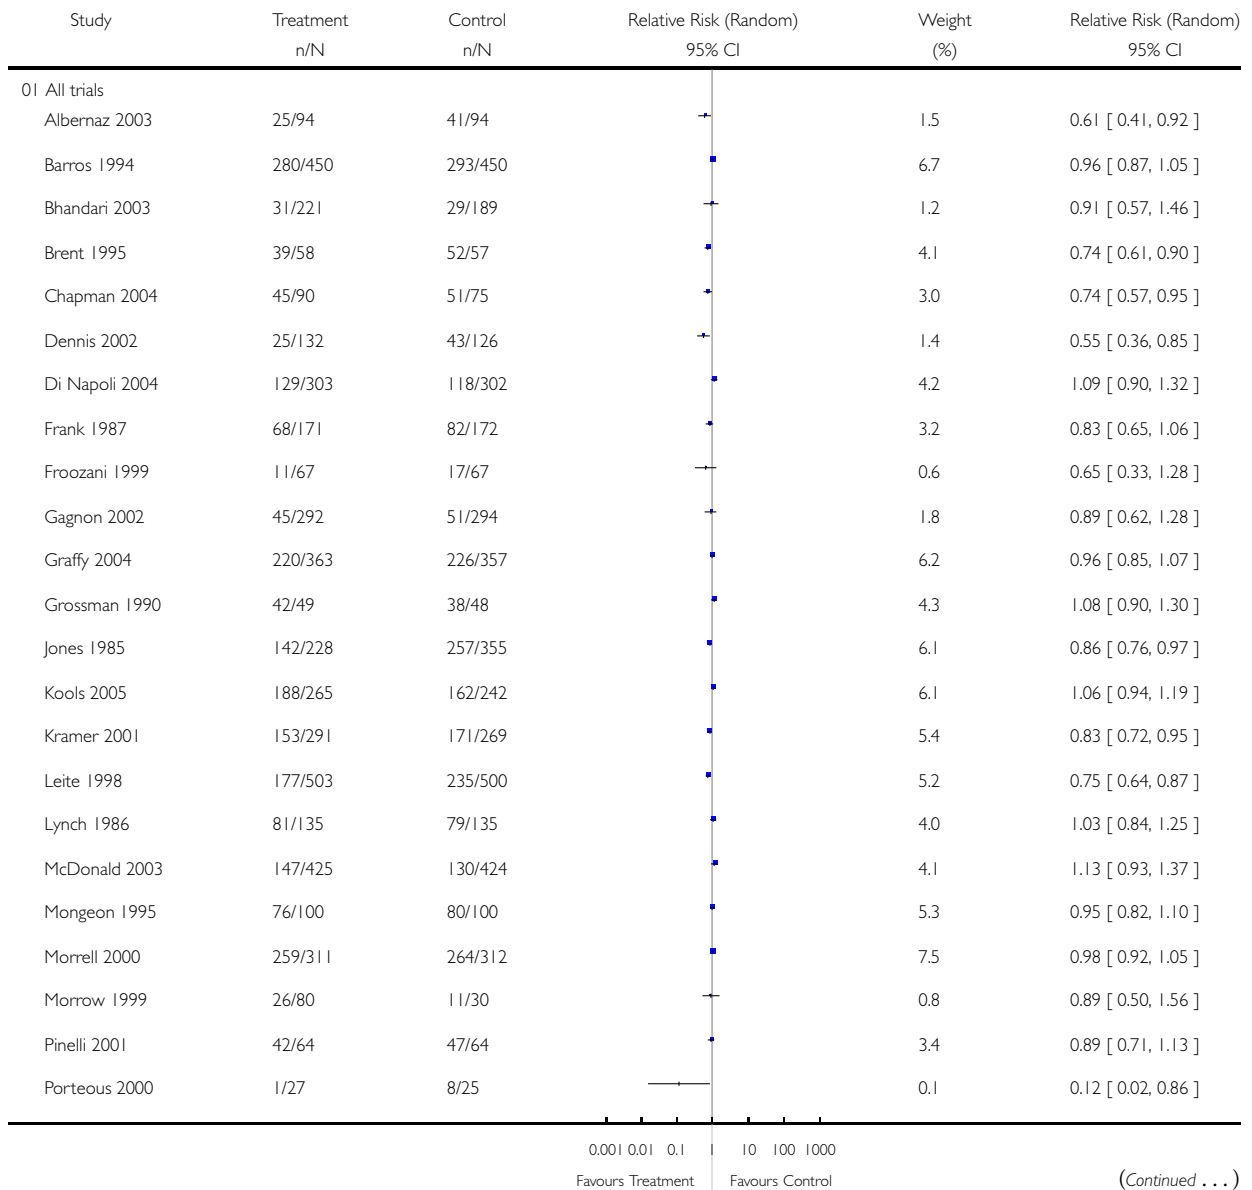 Study Treatment Control Relative Risk (Random) Weight Relative Risk (Random)
n/N n/N 95% CI (%) 95% CI
01 All trials
Albernaz 2003 25/94 41/94 1.5 0.61 [ 0.41, 0.92 ]
Barros 1994 280/450 293/450 6.7 0.96 [ 0.87, 1.05 ]
Bhandari 2003 31/221 29/189 1.2 0.91 [ 0.57, 1.46 ]
Brent 1995 39/58 52/57 4.1 0.74 [ 0.61, 0.90 ]
Chapman 2004 45/90 51/75 3.0 0.74 [ 0.57, 0.95 ]
Dennis 2002 25/132 43/126 1.4 0.55 [ 0.36, 0.85 ]
Di Napoli 2004 129/303 118/302 4.2 1.09 [ 0.90, 1.32 ]
Frank 1987 68/171 82/172 3.2 0.83 [ 0.65, 1.06 ]
Froozani 1999 11/67 17/67 0.6 0.65 [ 0.33, 1.28 ]
Gagnon 2002 45/292 51/294 1.8 0.89 [ 0.62, 1.28 ]
Graffy 2004 220/363 226/357 6.2 0.96 [ 0.85, 1.07 ]
Grossman 1990 42/49 38/48 4.3 1.08 [ 0.90, 1.30 ]
Jones 1985 142/228 257/355 6.1 0.86 [ 0.76, 0.97 ]
Kools 2005 188/265 162/242 6.1 1.06 [ 0.94, 1.19 ]
Kramer 2001 153/291 171/269 5.4 0.83 [ 0.72, 0.95 ]
Leite 1998 177/503 235/500 5.2 0.75 [ 0.64, 0.87 ]
Lynch 1986 81/135 79/135 4.0 1.03 [ 0.84, 1.25 ]
McDonald 2003 147/425 130/424 4.1 1.13 [ 0.93, 1.37 ]
Mongeon 1995 76/100 80/100 5.3 0.95 [ 0.82, 1.10 ]
Morrell 2000 259/311 264/312 7.5 0.98 [ 0.92, 1.05 ]
Morrow 1999 26/80 11/30 0.8 0.89 [ 0.50, 1.56 ]
Pinelli 2001 42/64 47/64 3.4 0.89 [ 0.71, 1.13 ]
Porteous 2000 1/27 8/25 0.1 0.12 [ 0.02, 0.86 ]
0.001 0.01 0.1 1 10 100 1000
Favours Treatment Favours Control (Continued . . . )